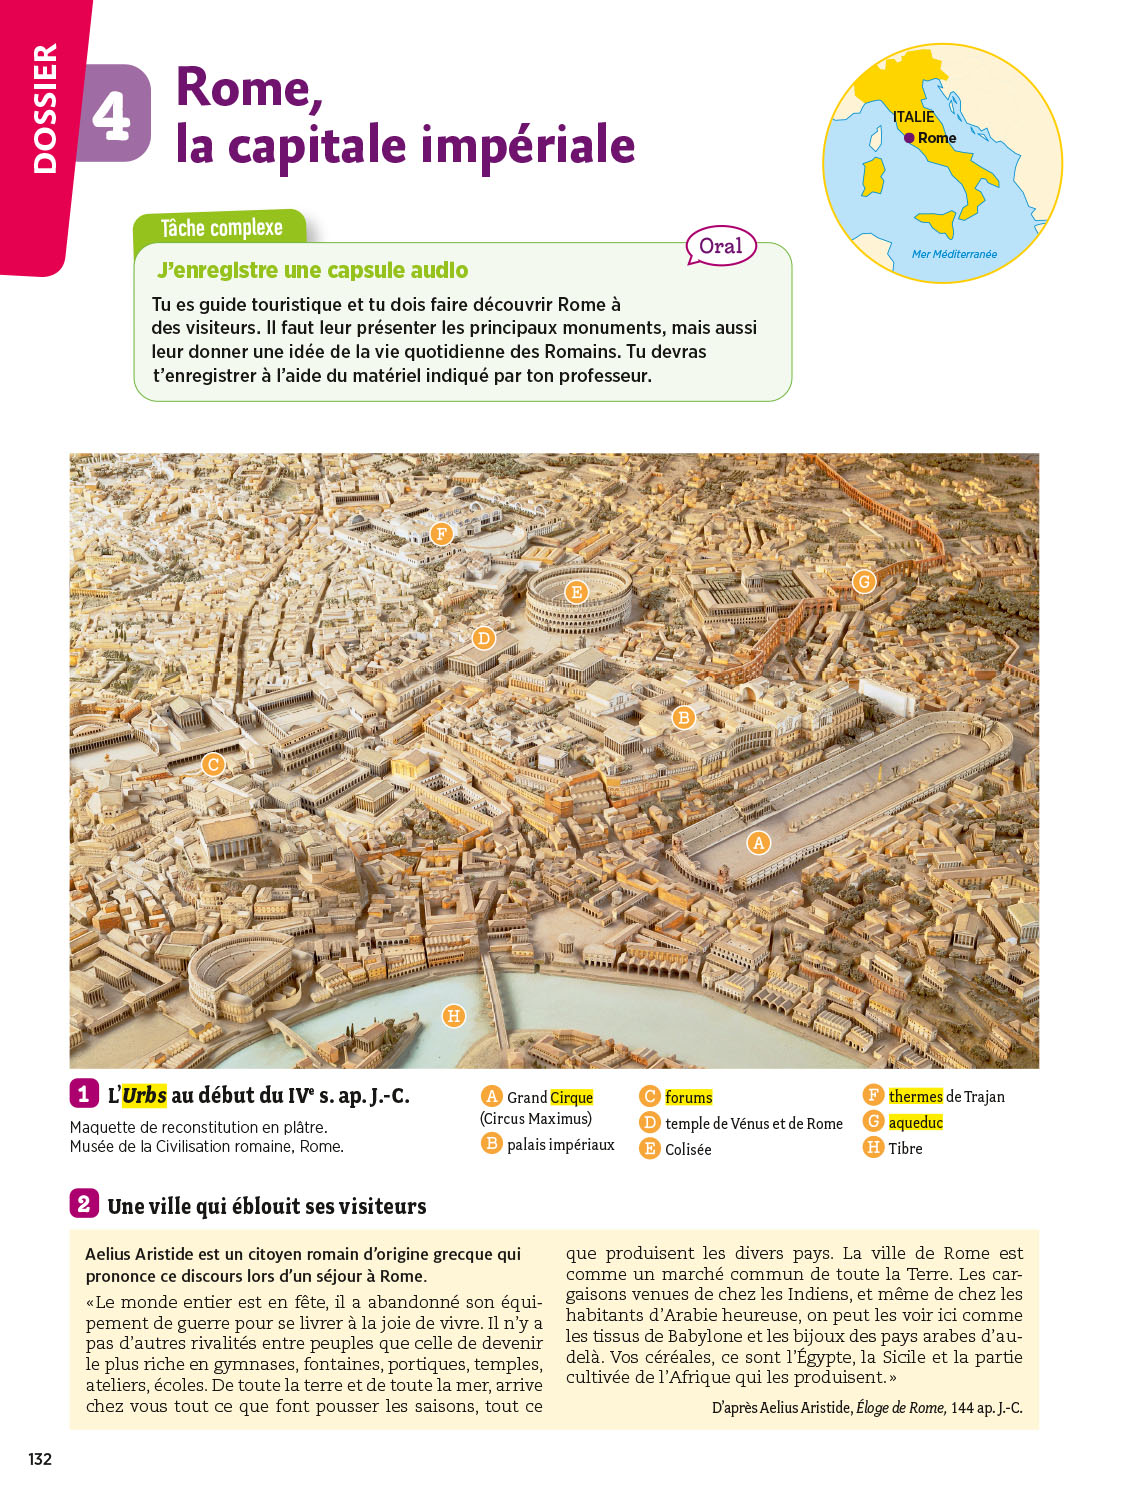 DOSSIER
4
Rome,
la capitale impériale
ITALIE
Rome
Mer Méditerranée
Tâche complexe
Oral
J'enregistre une capsule audio
Tu es guide touristique et tu dois faire découvrir Rome à
des visiteurs. Il faut leur présenter les principaux monuments, mais aussi
leur donner une idée de la vie quotidienne des Romains. Tu devras
t'enregistrer à l'aide du matériel indiqué par ton professeur.
F
E
G
D
B
C
A
H
1 L'Urbs au début du IVe s. ap. J.-C.
Maquette de reconstitution en plâtre.
Musée de la Civilisation romaine, Rome.
A Grand Cirque
(Circus Maximus)
B palais impériaux
C forums
D temple de Vénus et de Rome
E Colisée
F thermes de Trajan
G aqueduc
H Tibre
2 Une ville qui éblouit ses visiteurs
Aelius Aristide est un citoyen romain d'origine grecque qui
prononce ce discours lors d'un séjour à Rome.
«Le monde entier est en fête, il a abandonné son équi-
pement de guerre pour se livrer à la joie de vivre. Il n'y a
pas d'autres rivalités entre peuples que celle de devenir
le plus riche en gymnases, fontaines, portiques, temples,
ateliers, écoles. De toute la terre et de toute la mer, arrive
chez vous tout ce que font pousser les saisons, tout ce
que produisent les divers pays. La ville de Rome est
comme un marché commun de toute la Terre. Les car-
gaisons venues de chez les Indiens, et même de chez les
habitants d'Arabie heureuse, on peut les voir ici comme
les tissus de Babylone et les bijoux des pays arabes d'au-
delà. Vos céréales, ce sont l'Égypte, la Sicile et la partie
cultivée de l'Afrique qui les produisent.»
D'après Aelius Aristide, Éloge de Rome, 144 ap. J.-C.
132